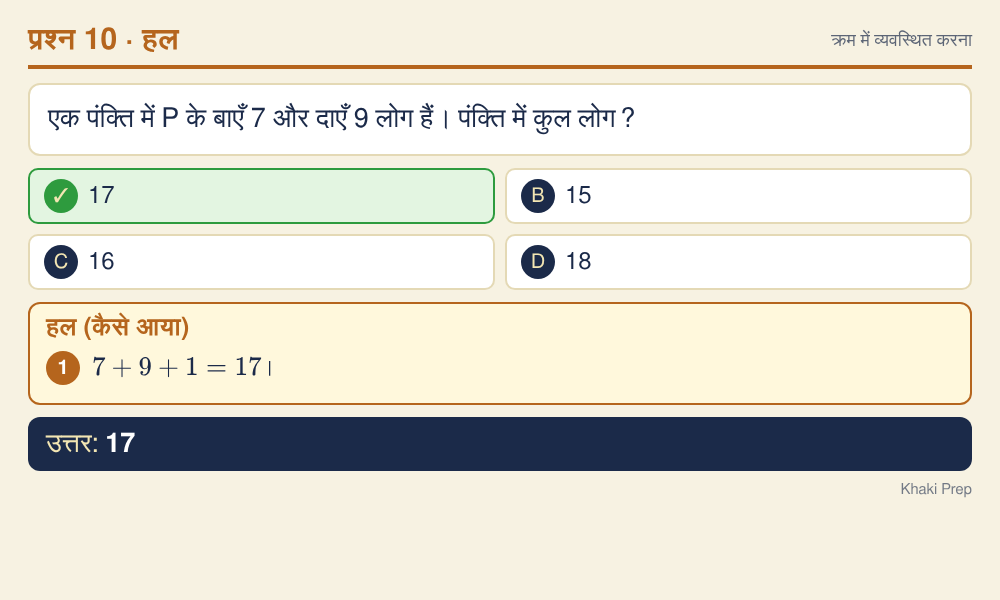 प्रश्न 10 · हल
क्रम में व्यवस्थित करना
एक पंक्ति में P के बाएँ 7 और दाएँ 9 लोग हैं। पंक्ति में कुल लोग ?
✓ 17
B 15
C 16
D 18
हल (कैसे आया)
1 7 + 9 + 1 = 17।
उत्तर: 17
Khaki Prep